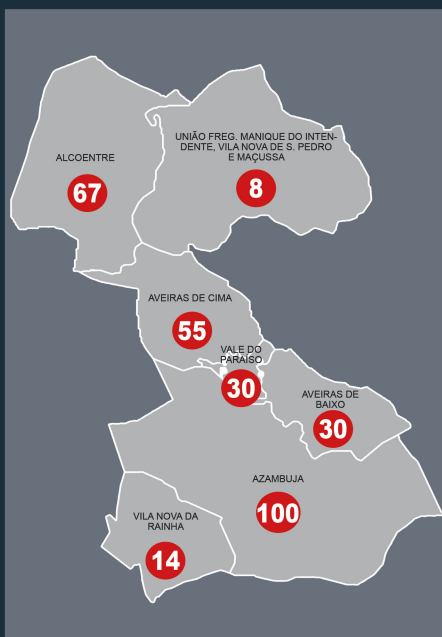 ALCOENTRE
67
UNIÃO FREG. MANIQUE DO INTEN-
DENTE, VILA NOVA DE S. PEDRO
E MAÇUSSA
8
AVEIRAS DE CIMA
55
VALE DO
PARAÍSO
30
AVEIRAS DE
BAIXO
30
AZAMBUJA
100
VILA NOVA DA
RAINHA
14